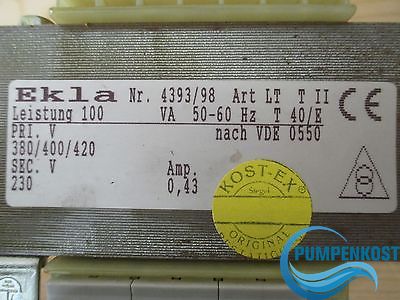 Ekla Nr. 4393/98 Art LT T II
Leistung 100 VA 50-60 Hz T 40/E
PRI. V nach VDE 0550
380/400/420
SEC. V Amp.
230 0,43
CE
KOST-EX
Siegel
ORIGINAL
PUMPENKOST